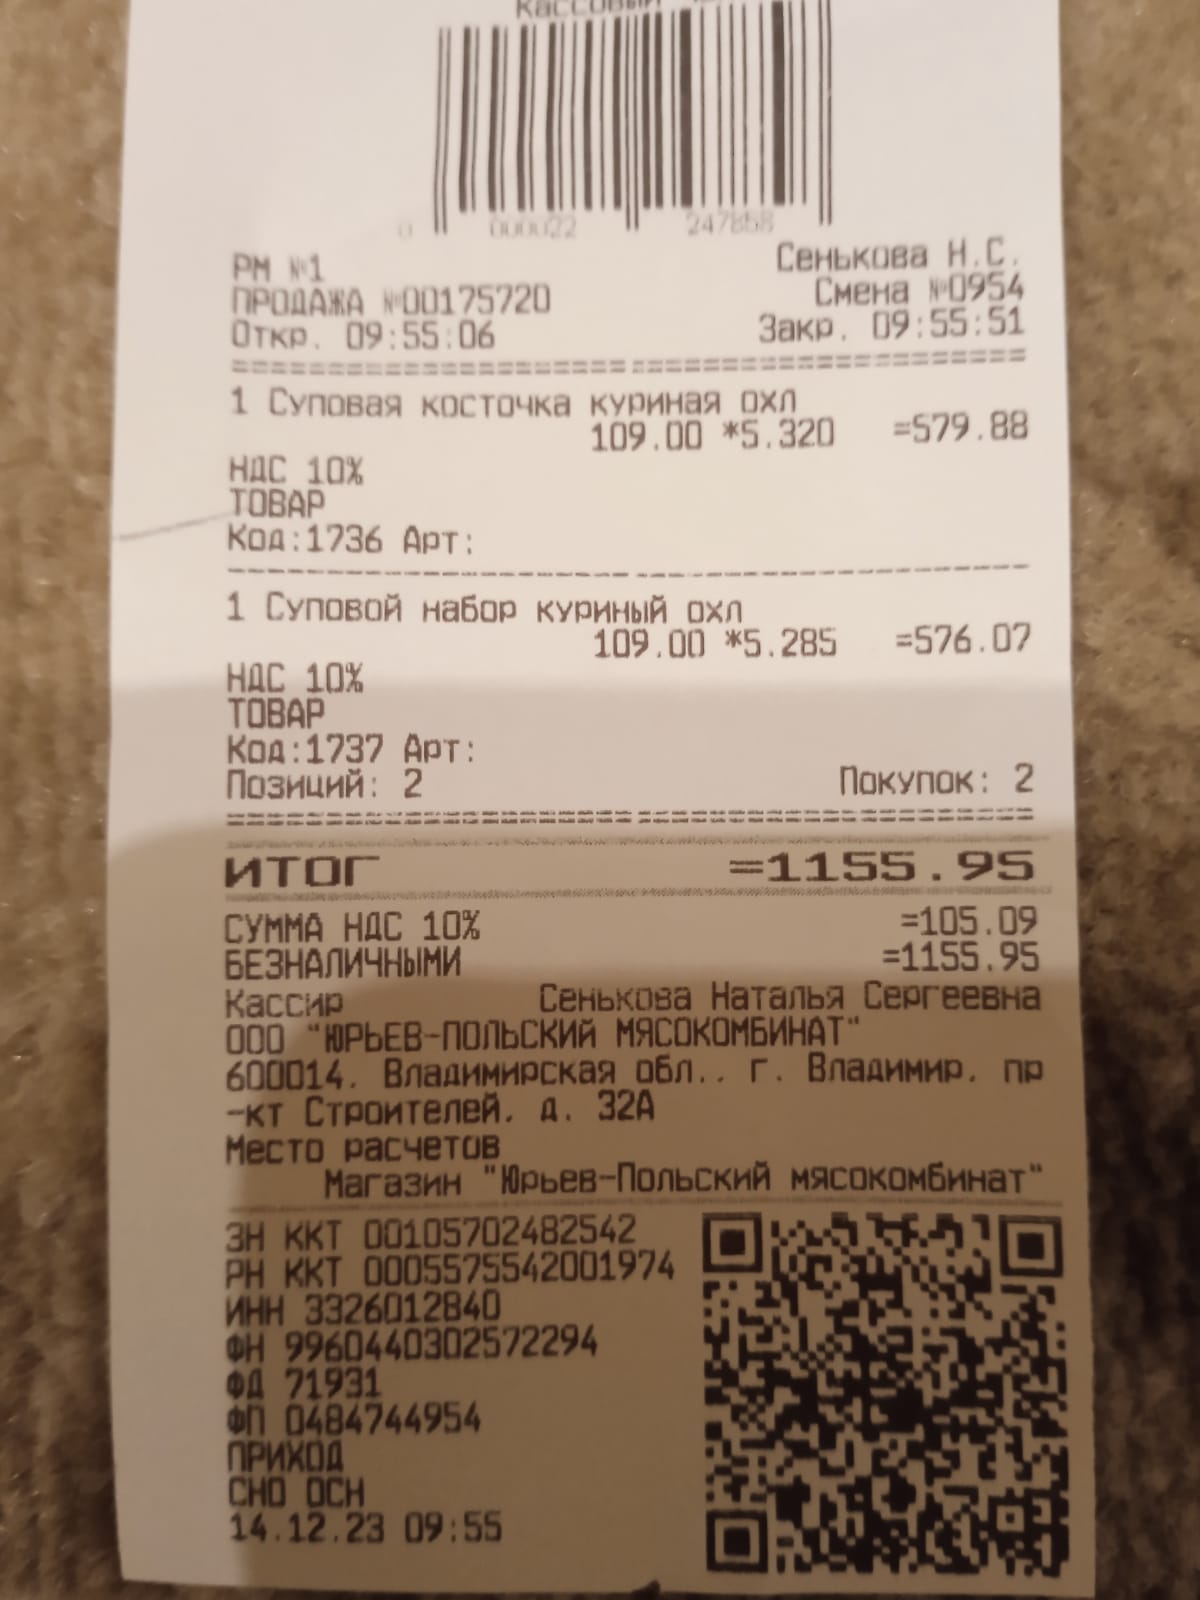 Кассовый
0 000022 247858
РМ №1 Сенькова Н.С.
ПРОДАЖА №00175720 Смена №0954
Откр. 09:55:06 Закр. 09:55:51
1 Суповая косточка куриная охл
109.00 *5.320 =579.88
НДС 10%
ТОВАР
Код:1736 Арт:
1 Суповой набор куриный охл
109.00 *5.285 =576.07
НДС 10%
ТОВАР
Код:1737 Арт:
Позиций: 2 Покупок: 2
ИТОГ =1155.95
СУММА НДС 10% =105.09
БЕЗНАЛИЧНЫМИ =1155.95
Кассир Сенькова Наталья Сергеевна
ООО "ЮРЬЕВ-ПОЛЬСКИЙ МЯСОКОМБИНАТ"
600014, Владимирская обл., г. Владимир, пр
-кт Строителей, д. 32А
Место расчетов
Магазин "Юрьев-Польский мясокомбинат"
ЗН ККТ 00105702482542
РН ККТ 0005575542001974
ИНН 3326012840
ФН 9960440302572294
ФД 71931
ФП 0484744954
ПРИХОД
СНО ОСН
14.12.23 09:55